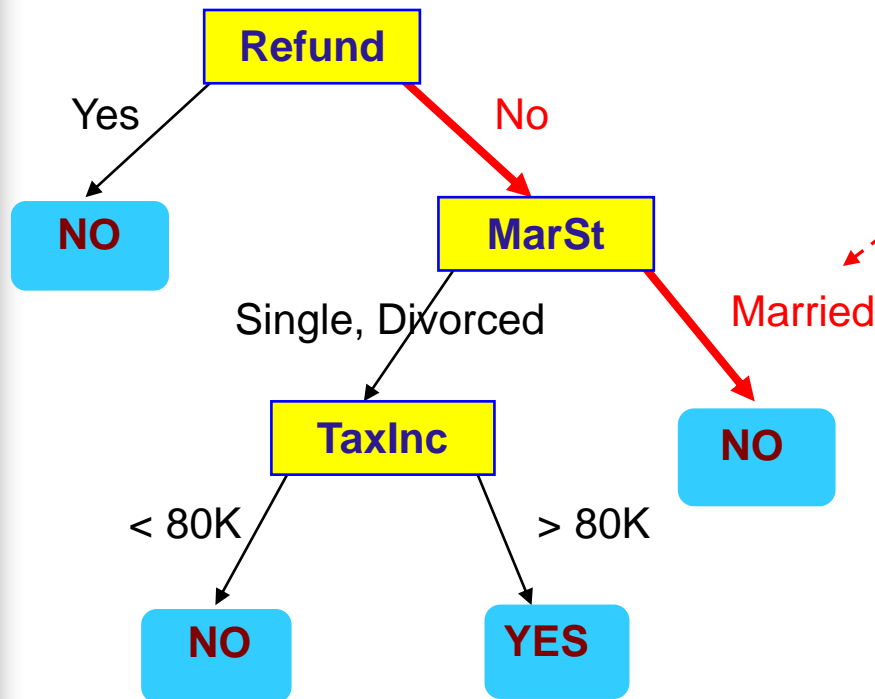 Refund
Yes
No
NO
MarSt
Single, Divorced
Married
TaxInc
NO
< 80K
> 80K
NO
YES